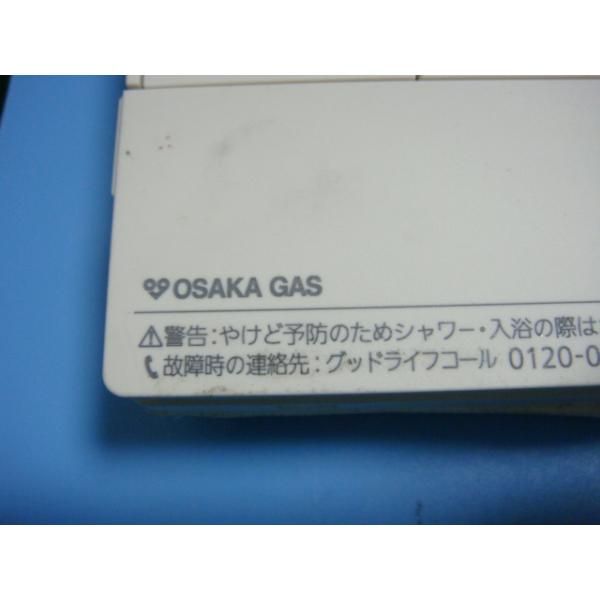 OSAKA GAS
⚠警告:やけど予防のためシャワー・入浴の際は
故障時の連絡先:グッドライフコール 0120-0